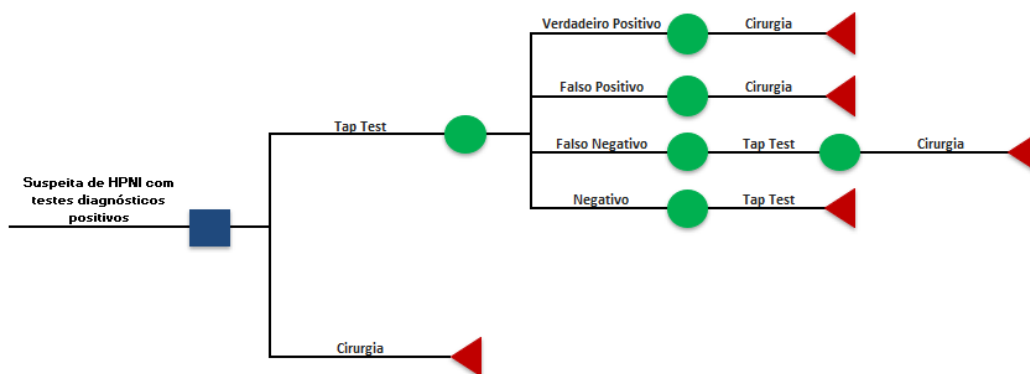 Verdadeiro Positivo
Cirurgia
Falso Positivo
Cirurgia
Tap Test
Falso Negativo
Tap Test
Cirurgia
Suspeita de HPNI com
testes diagnósticos
positivos
Negativo
Tap Test
Cirurgia